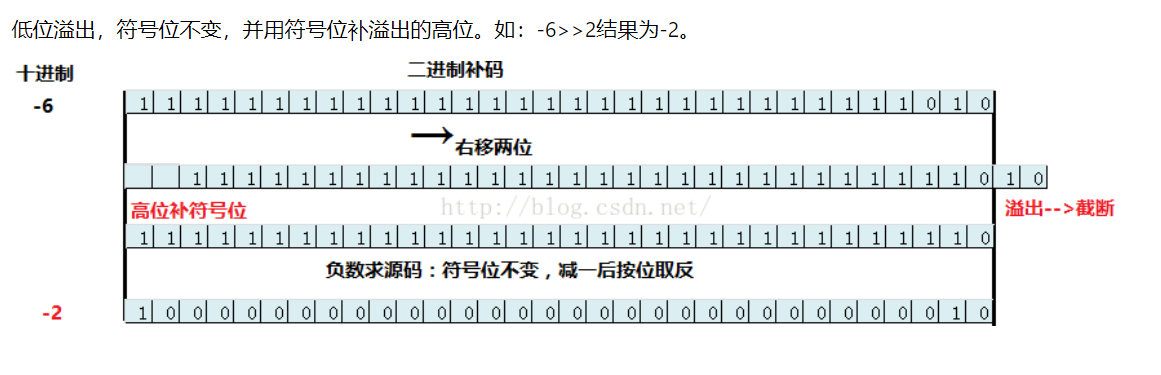 低位溢出，符号位不变，并用符号位补溢出的高位。如：-6>>2结果为-2。
十进制 二进制补码
-6 1 1 1 1 1 1 1 1 1 1 1 1 1 1 1 1 1 1 1 1 1 1 1 1 1 1 1 1 1 0 1 0
→右移两位
1 1 1 1 1 1 1 1 1 1 1 1 1 1 1 1 1 1 1 1 1 1 1 1 1 1 1 1 1 0 1 0
高位补符号位 http://blog.csdn.net/ 溢出-->截断
1 1 1 1 1 1 1 1 1 1 1 1 1 1 1 1 1 1 1 1 1 1 1 1 1 1 1 1 1 1 1 0
负数求源码：符号位不变，减一后按位取反
-2 1 0 0 0 0 0 0 0 0 0 0 0 0 0 0 0 0 0 0 0 0 0 0 0 0 0 0 0 0 0 1 0